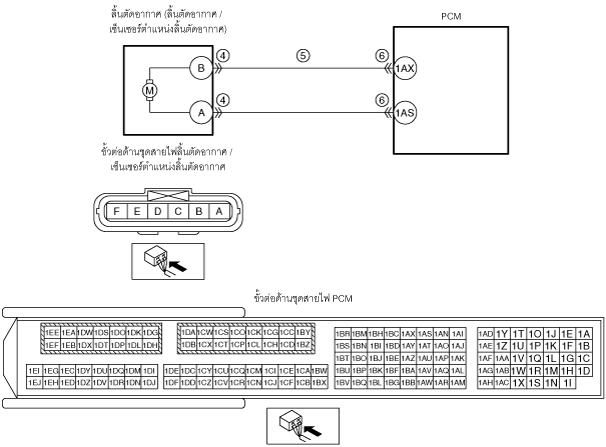 ลิ้นตัดอากาศ (ลิ้นตัดอากาศ /
เซ็นเซอร์ตำแหน่งลิ้นตัดอากาศ)
PCM
B 4 5 6 1AX
M
A 4 6 1AS
ขั้วต่อด้านชุดสายไฟลิ้นตัดอากาศ /
เซ็นเซอร์ตำแหน่งลิ้นตัดอากาศ
F E D C B A
ขั้วต่อด้านชุดสายไฟ PCM
1EE 1EA 1DW 1DS 1DO 1DK 1DG 1DA 1CW 1CS 1CO 1CK 1CG 1CC 1BY 1BR 1BM 1BH 1BC 1AX 1AS 1AN 1AI 1AD 1Y 1T 1O 1J 1E 1A
1EF 1EB 1DX 1DT 1DP 1DL 1DH 1DB 1CX 1CT 1CP 1CL 1CH 1CD 1BZ 1BS 1BN 1BI 1BD 1AY 1AT 1AO 1AJ 1AE 1Z 1U 1P 1K 1F 1B
1BT 1BO 1BJ 1BE 1AZ 1AU 1AP 1AK 1AF 1AA 1V 1Q 1L 1G 1C
1EI 1EG 1EC 1DY 1DU 1DQ 1DM 1DI 1DE 1DC 1CY 1CU 1CQ 1CM 1CI 1CE 1CA 1BW 1BU 1BP 1BK 1BF 1BA 1AV 1AQ 1AL 1AG 1AB 1W 1R 1M 1H 1D
1EJ 1EH 1ED 1DZ 1DV 1DR 1DN 1DJ 1DF 1DD 1CZ 1CV 1CR 1CN 1CJ 1CF 1CB 1BX 1BV 1BQ 1BL 1BG 1BB 1AW 1AR 1AM 1AH 1AC 1X 1S 1N 1I